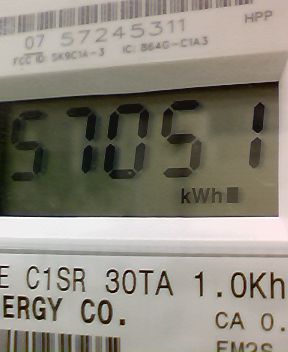 HPP
07 57245311
FCC ID: SK9C1A-3 IC: 864G-C1A3
57051
kWh
E C1SR 30TA 1.0Kh
ERGY CO.
CA 0.